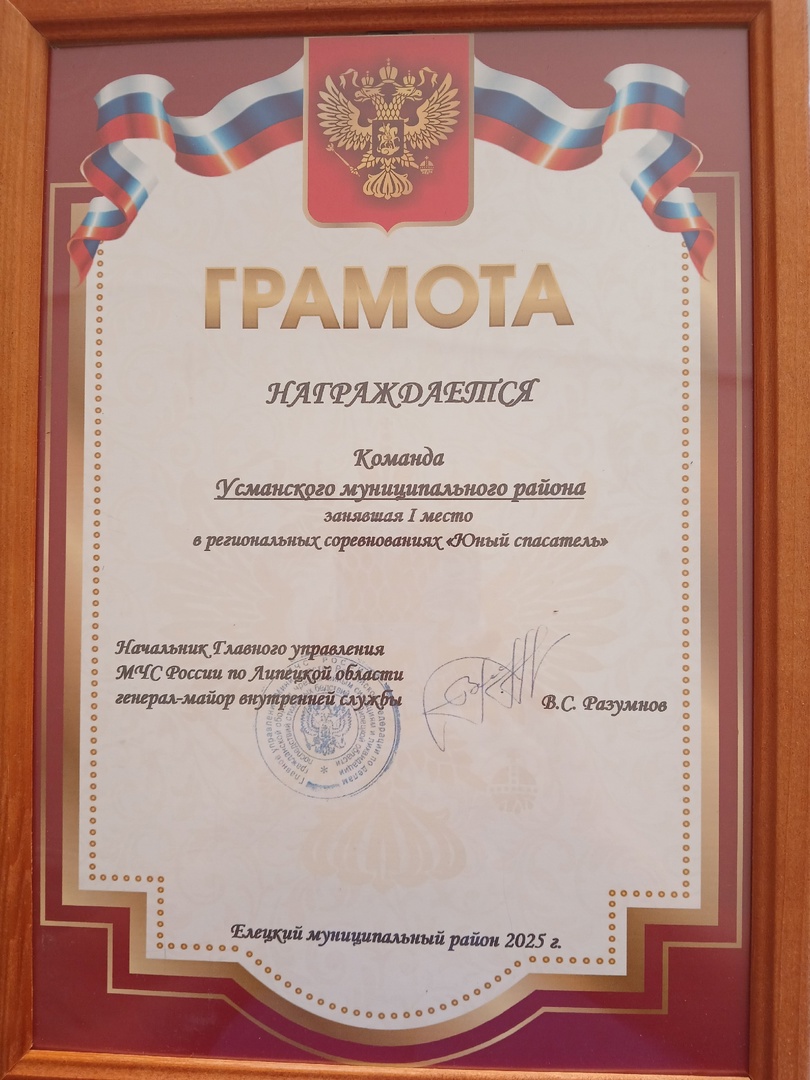 ГРАМОТА
НАГРАЖДАЕТСЯ
Команда
Усманского муниципального района
занявшая I место
в региональных соревнованиях «Юный спасатель»
Начальник Главного управления
МЧС России по Липецкой области
генерал-майор внутренней службы
В.С. Разумнов
Елецкий муниципальный район 2025 г.